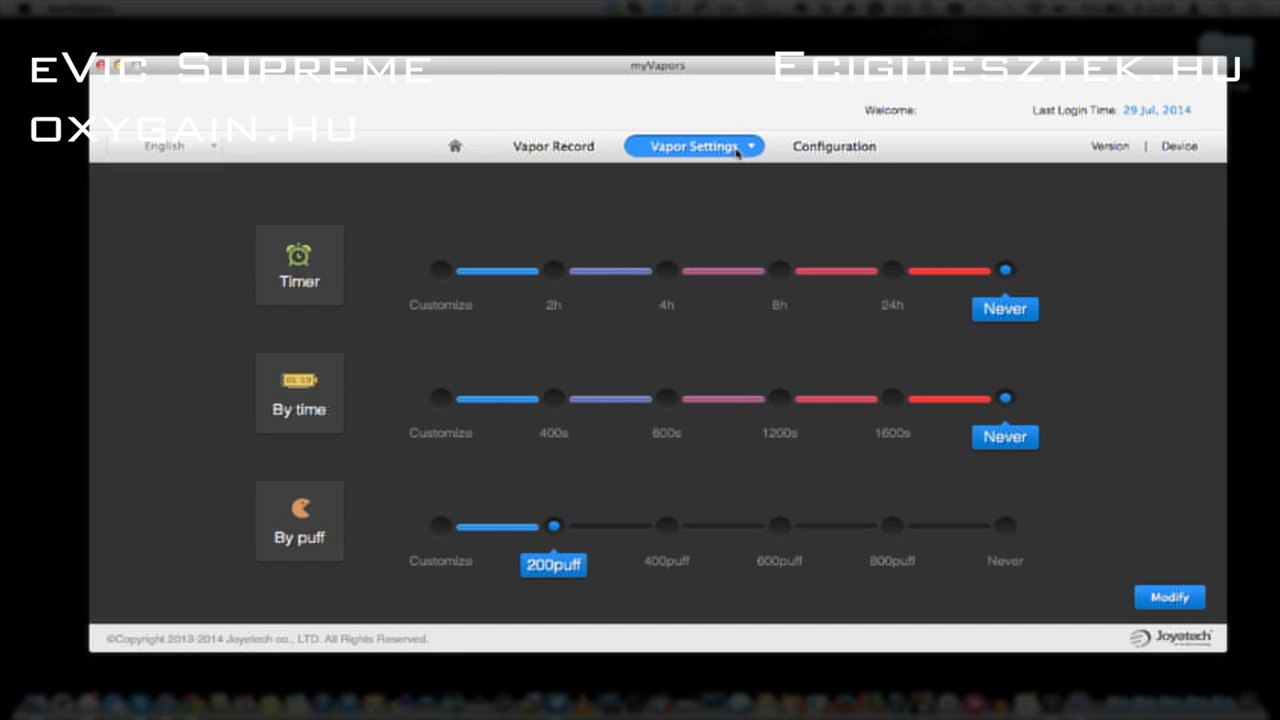 eVic Supreme
Ecigitesztek.hu
myVapors
oxygain.hu
Welcome:
Last Login Time: 29 Jul, 2014
English
Vapor Record
Vapor Settings
Configuration
Version | Device
Timer
Customize 2h 4h 8h 24h Never
By time
Customize 400s 800s 1200s 1600s Never
By puff
Customize 200puff 400puff 600puff 800puff Never
Modify
©Copyright 2013-2014 Joyetech co., LTD. All Rights Reserved.
Joyetech